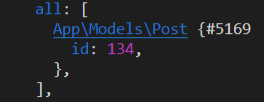 all: [
App\Models\Post {#5169
id: 134,
},
],